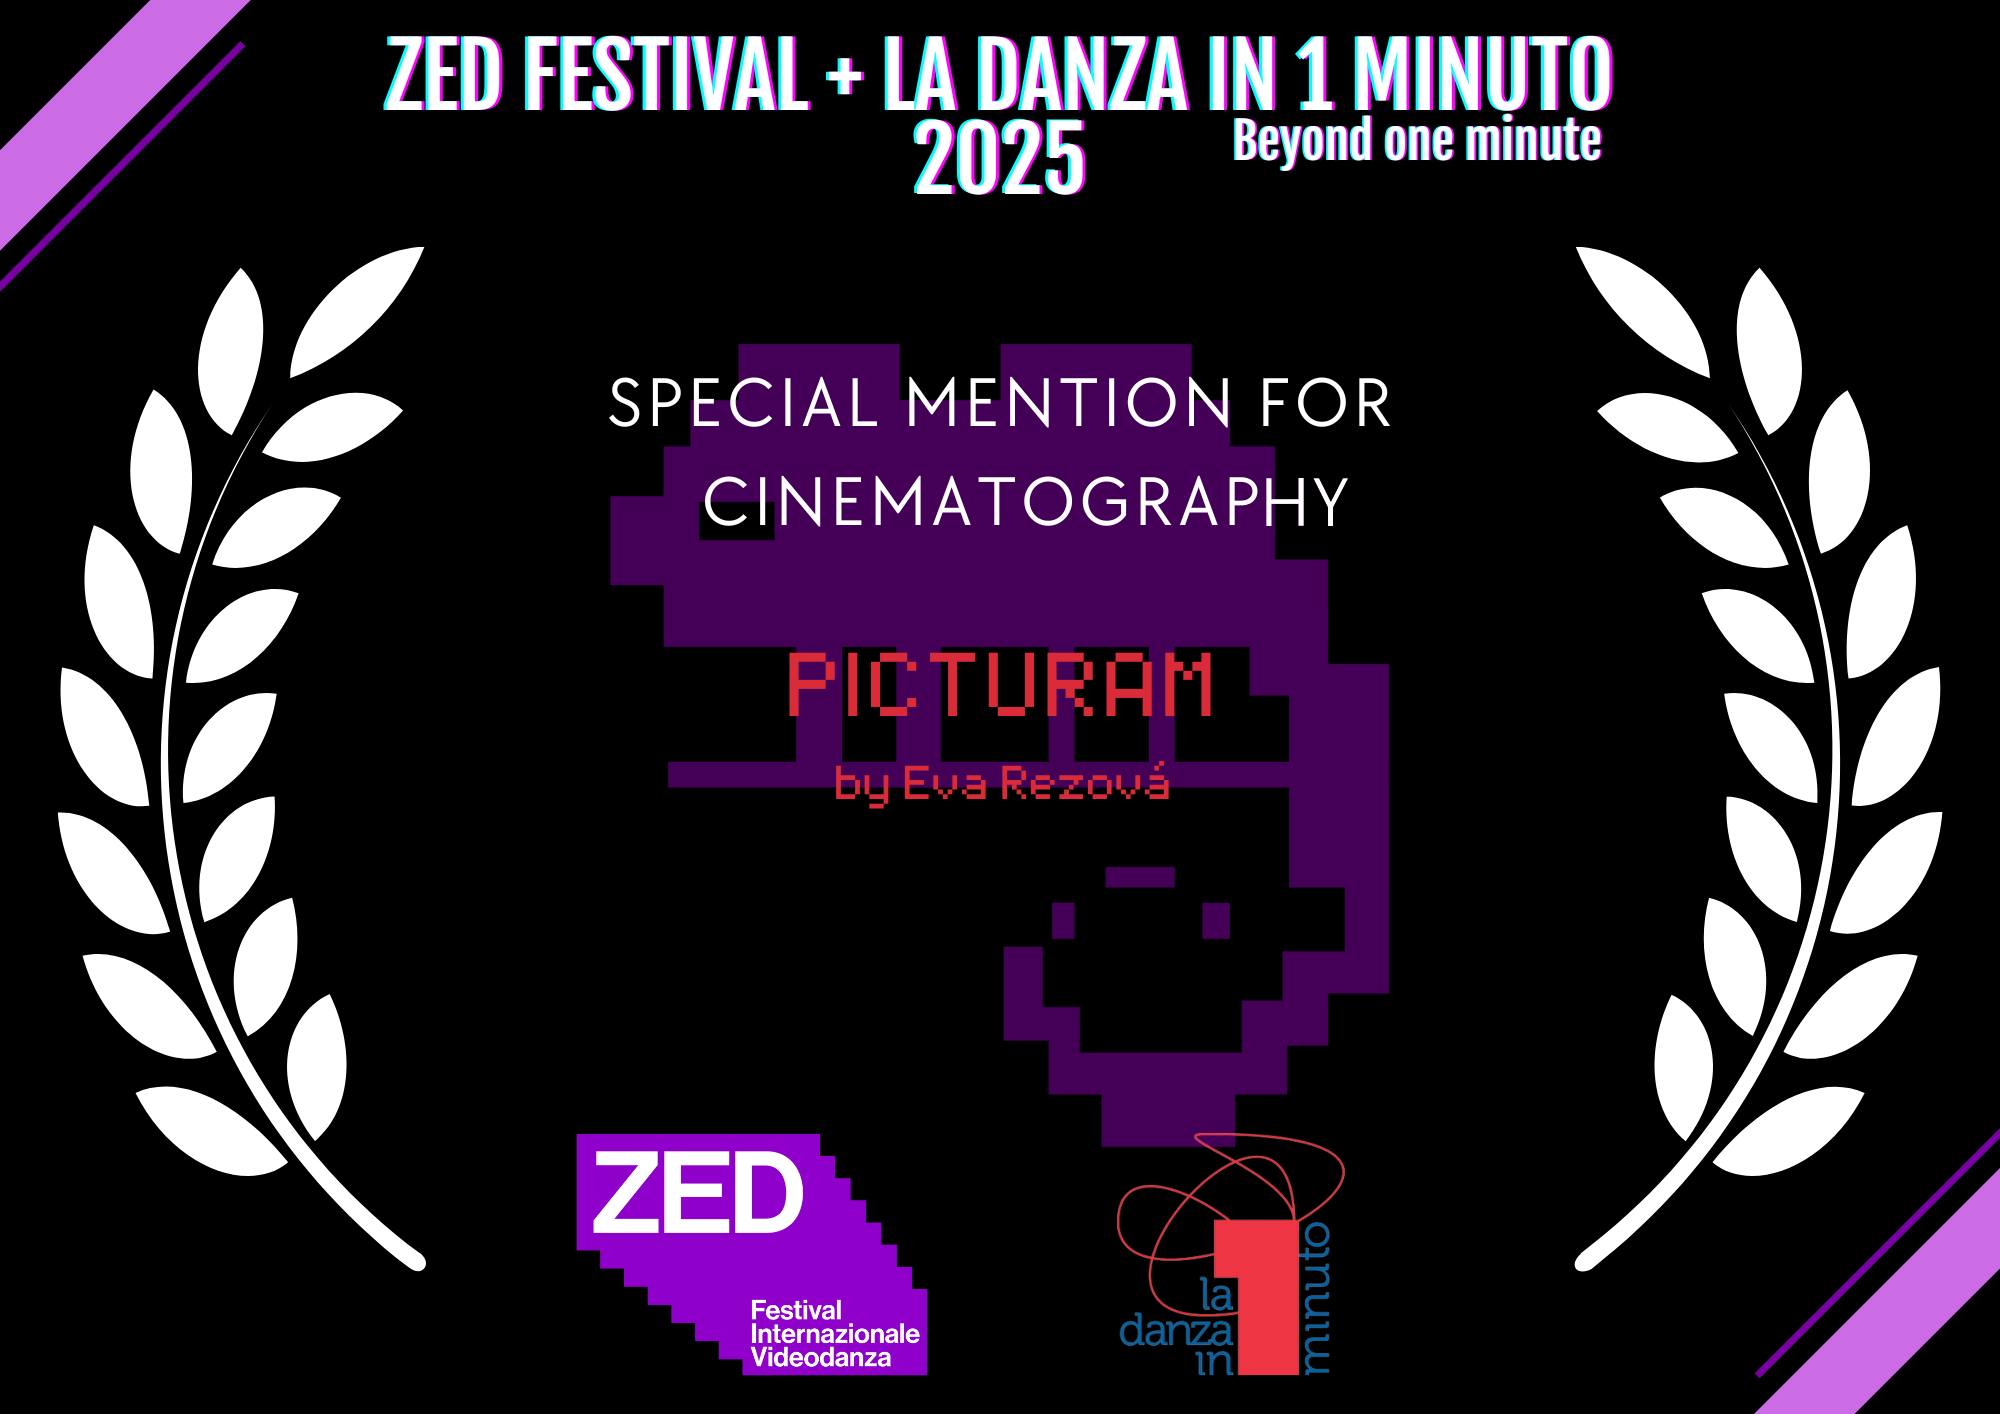 ZED FESTIVAL + LA DANZA IN 1 MINUTO
2025
Beyond one minute
SPECIAL MENTION FOR
CINEMATOGRAPHY
PICTURAM
by Eva Rezová
ZED
Festival
Internazionale
Videodanza
la
danza
in
1
minuto